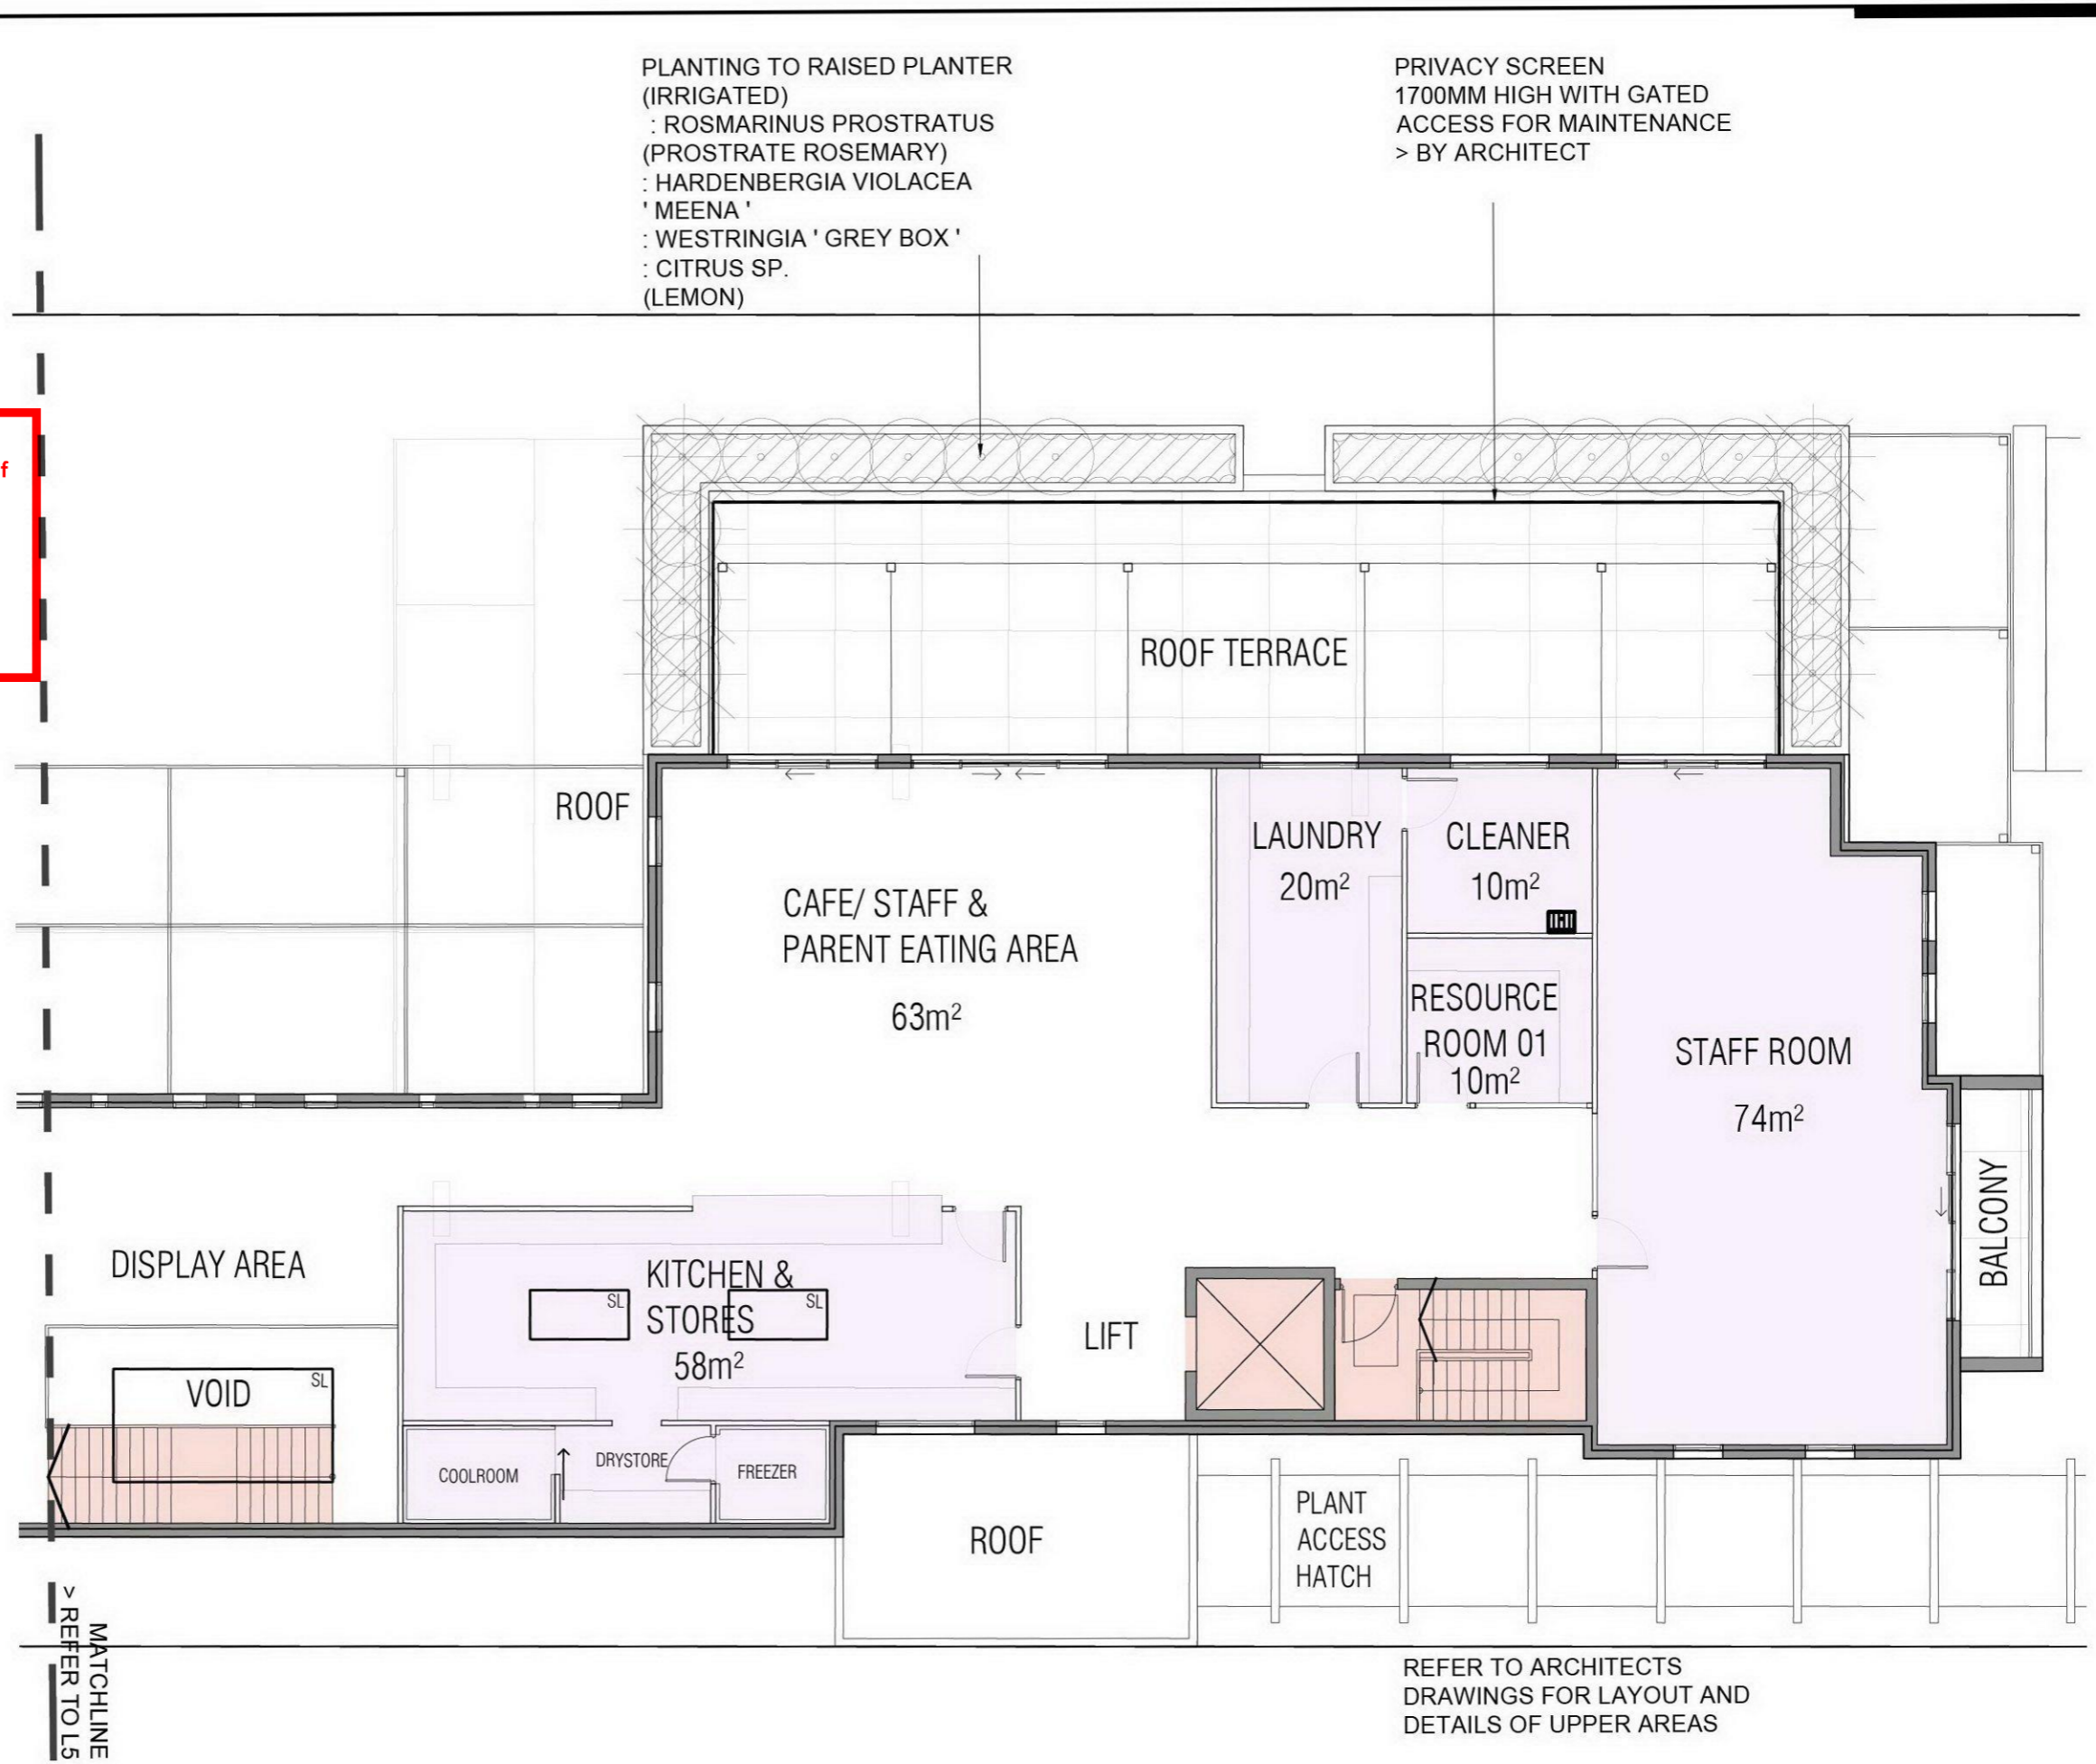 PLANTING TO RAISED PLANTER
(IRRIGATED)
: ROSMARINUS PROSTRATUS
(PROSTRATE ROSEMARY)
: HARDENBERGIA VIOLACEA
' MEENA '
: WESTRINGIA ' GREY BOX '
: CITRUS SP.
(LEMON)
PRIVACY SCREEN
1700MM HIGH WITH GATED
ACCESS FOR MAINTENANCE
> BY ARCHITECT
f
ROOF TERRACE
ROOF
CAFE/ STAFF &
PARENT EATING AREA
63m²
LAUNDRY
20m²
CLEANER
10m²
RESOURCE
ROOM 01
10m²
STAFF ROOM
74m²
BALCONY
DISPLAY AREA
KITCHEN &
STORES
58m²
SL
SL
LIFT
VOID
SL
COOLROOM
DRYSTORE
FREEZER
ROOF
PLANT
ACCESS
HATCH
MATCHLINE
> REFER TO L5
REFER TO ARCHITECTS
DRAWINGS FOR LAYOUT AND
DETAILS OF UPPER AREAS